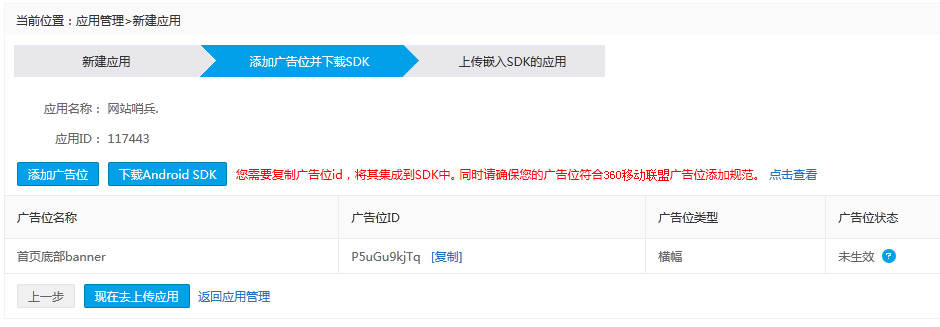 当前位置：应用管理>新建应用
新建应用 添加广告位并下载SDK 上传嵌入SDK的应用
应用名称： 网站哨兵.
应用ID： 117443
添加广告位 下载Android SDK 您需要复制广告位id，将其集成到SDK中。同时请确保您的广告位符合360移动联盟广告位添加规范。 点击查看
广告位名称 广告位ID 广告位类型 广告位状态
首页底部banner P5uGu9kjTq [复制] 横幅 未生效 ?
上一步 现在去上传应用 返回应用管理